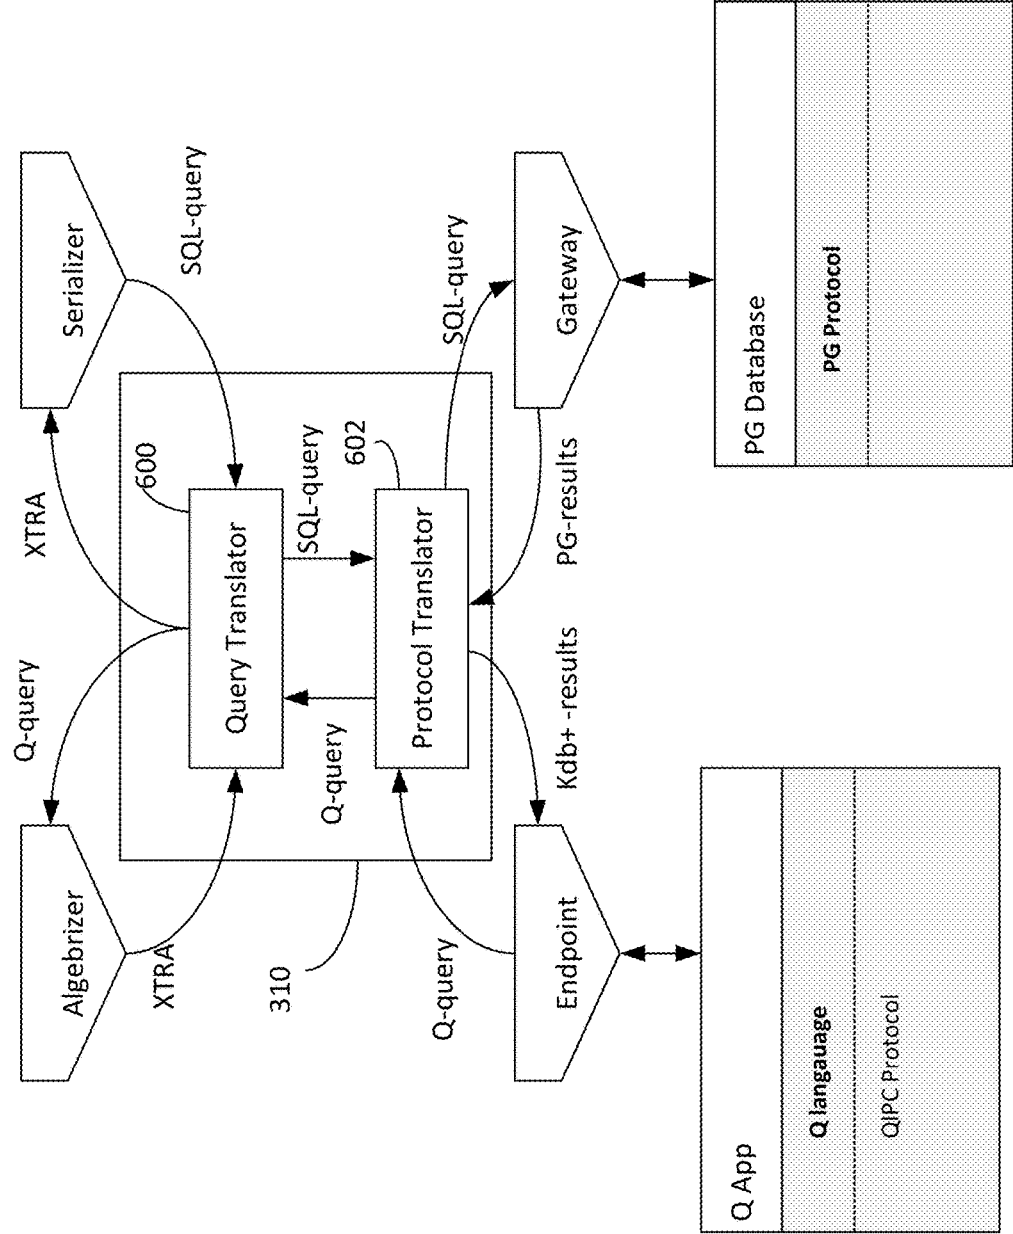 Algebrizer
Q-query
XTRA
Serializer
XTRA
SQL-query
600
Query Translator
310
Q-query
SQL-query
602
Protocol Translator
Q-query
SQL-query
Endpoint
Kdb+ -results
PG-results
Gateway
Q App
Q langauage
QIPC Protocol
PG Database
PG Protocol